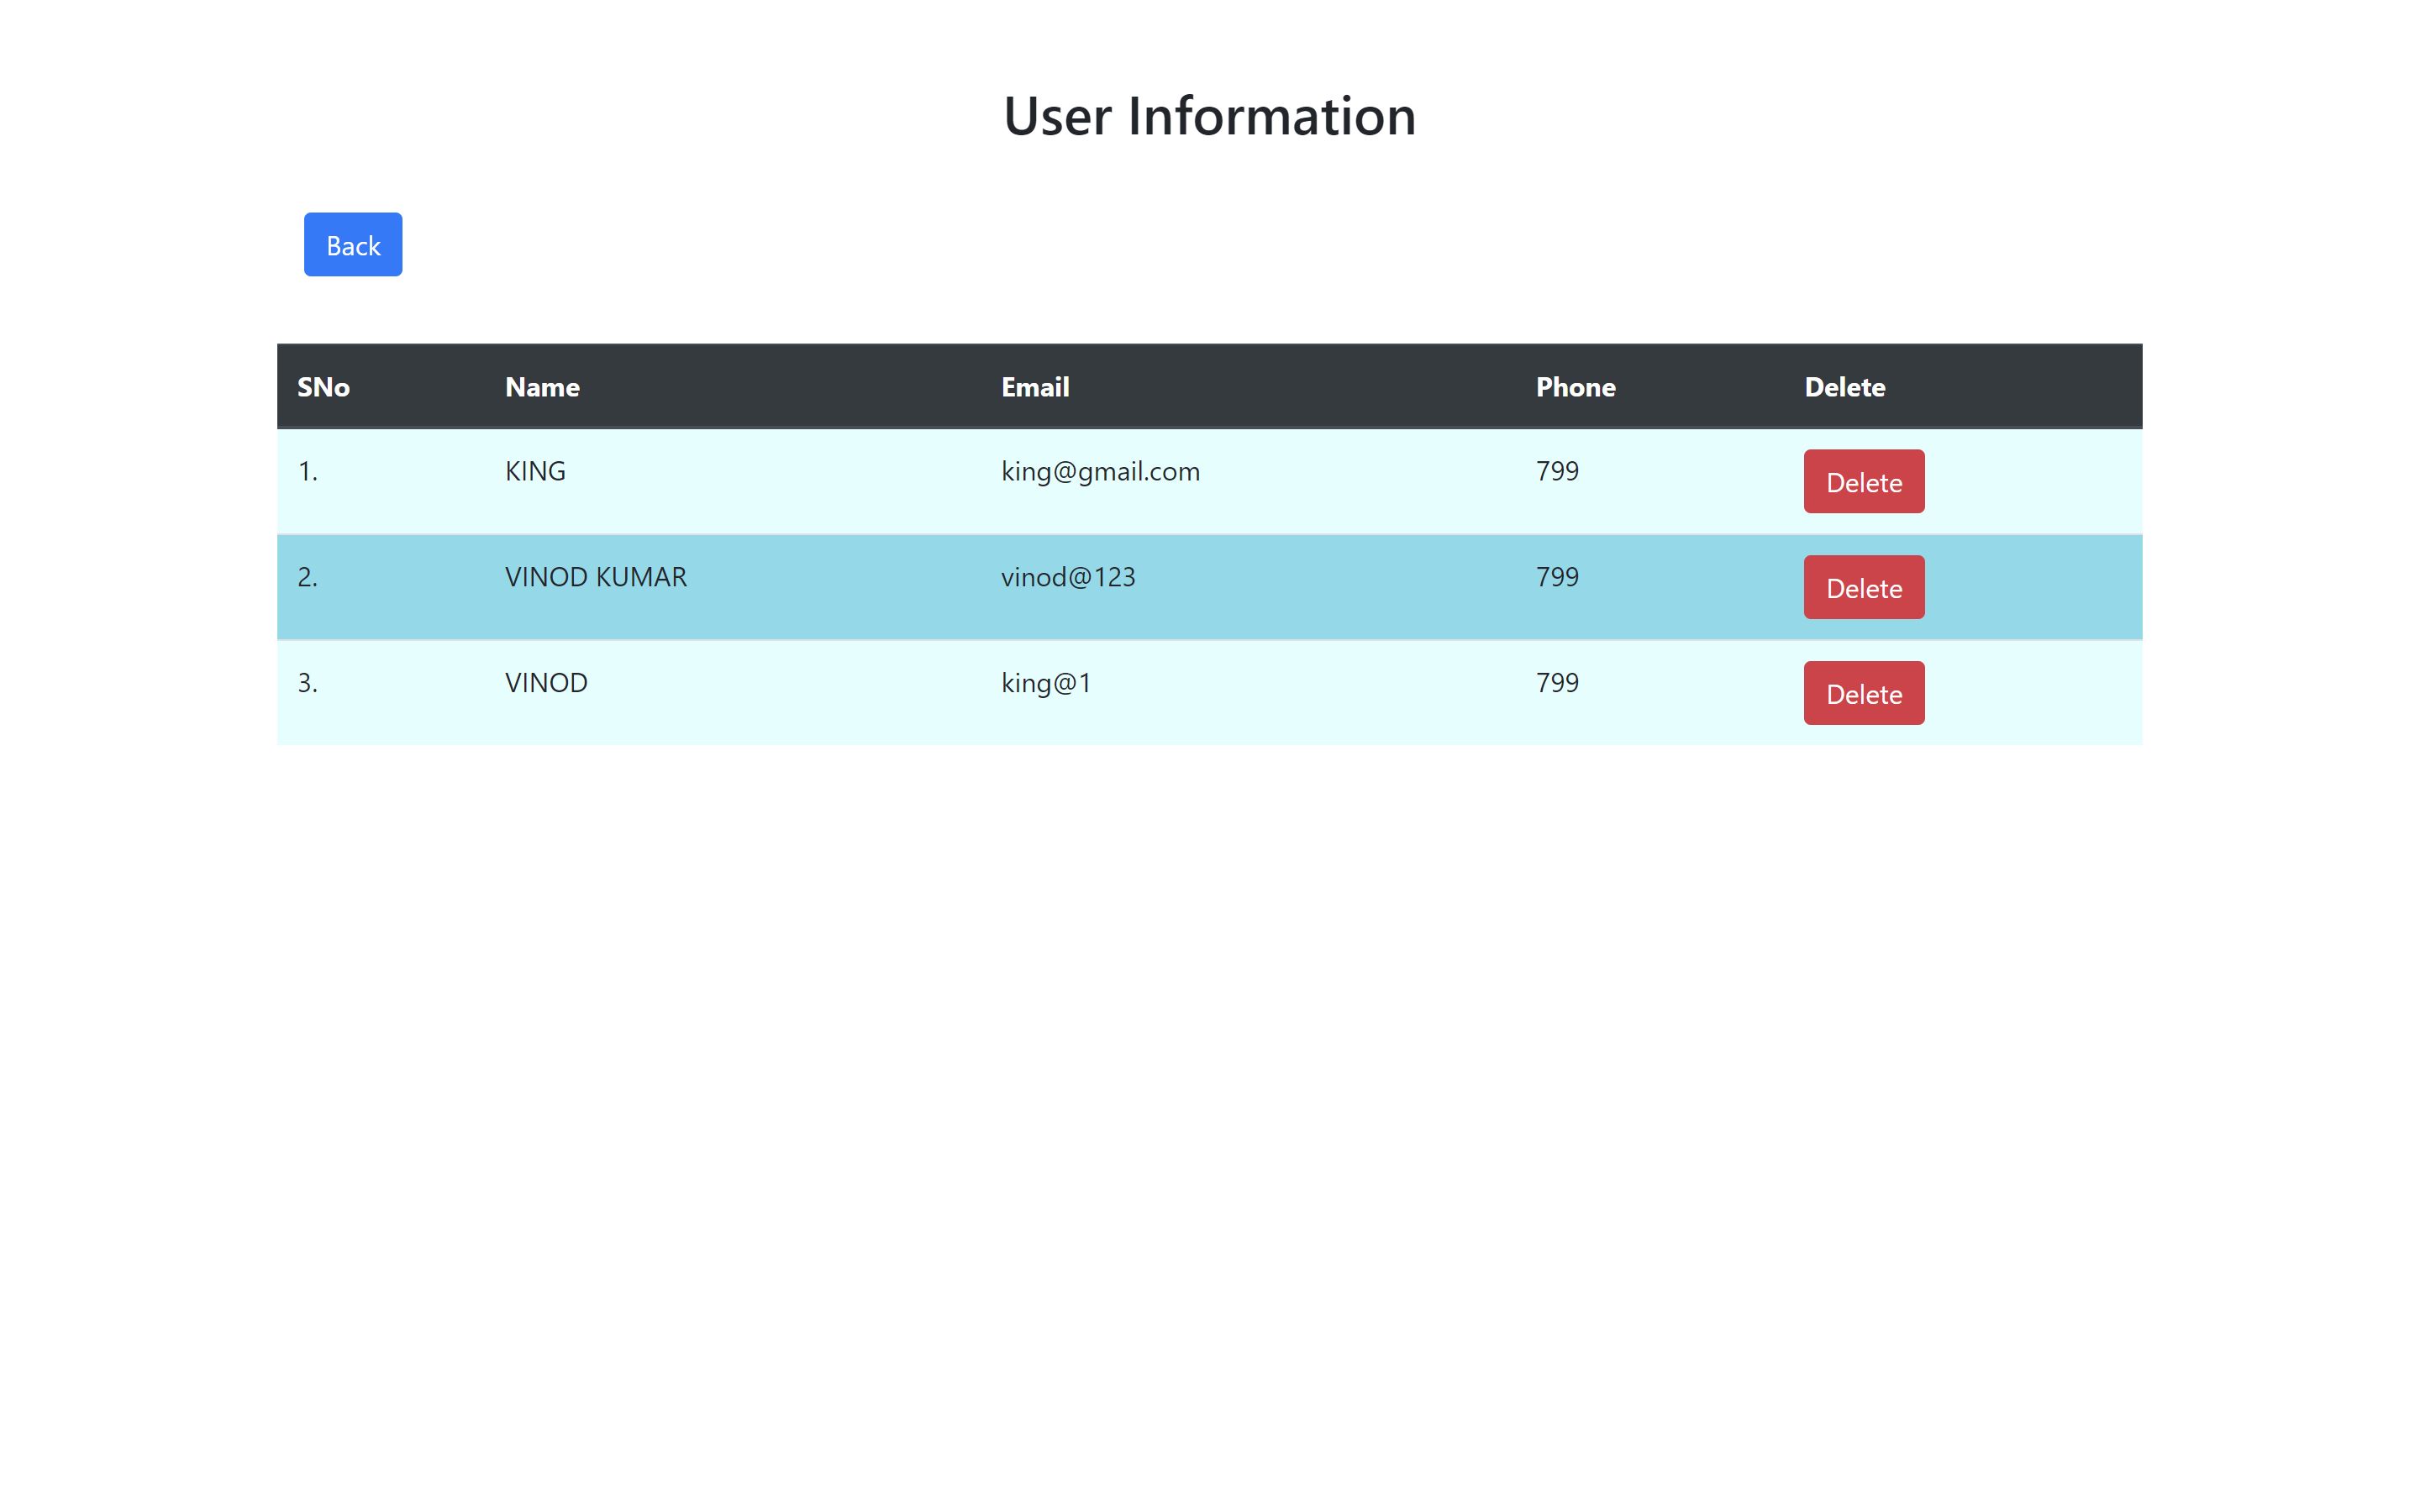 User Information
Back
SNo Name Email Phone Delete
1. KING king@gmail.com 799 Delete
2. VINOD KUMAR vinod@123 799 Delete
3. VINOD king@1 799 Delete